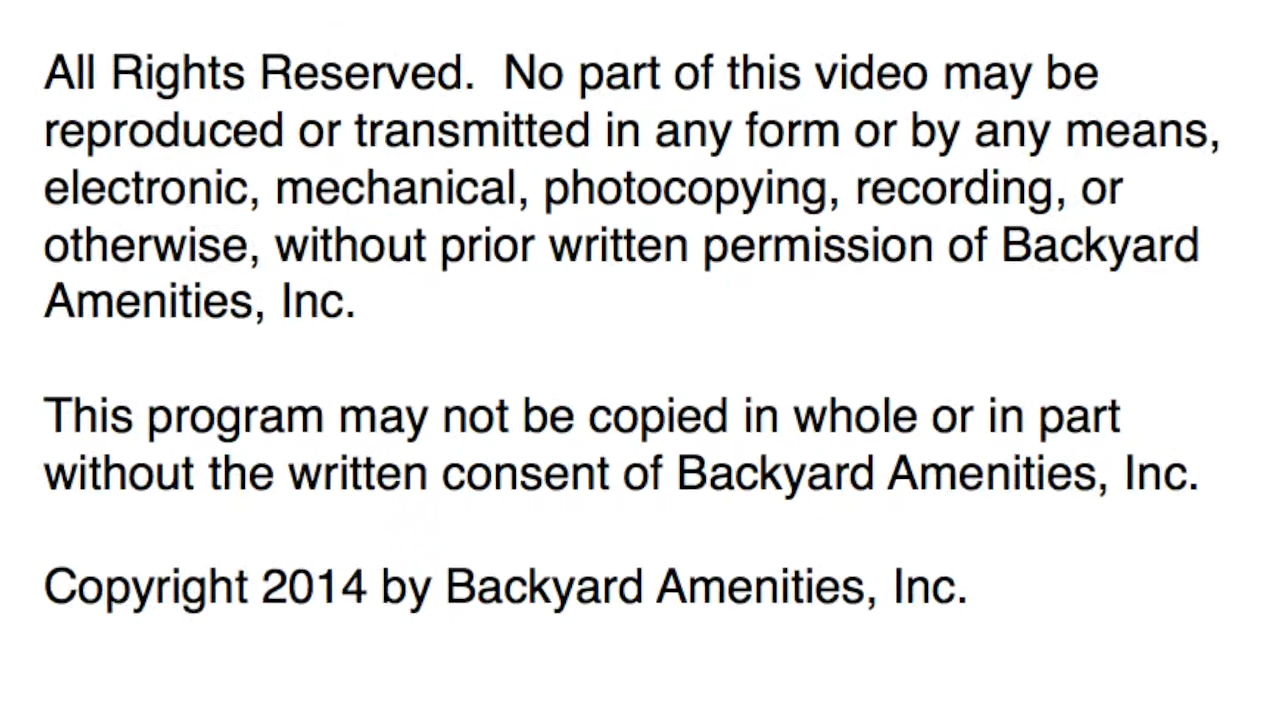 All Rights Reserved.  No part of this video may be
reproduced or transmitted in any form or by any means,
electronic, mechanical, photocopying, recording, or
otherwise, without prior written permission of Backyard
Amenities, Inc.
This program may not be copied in whole or in part
without the written consent of Backyard Amenities, Inc.
Copyright 2014 by Backyard Amenities, Inc.